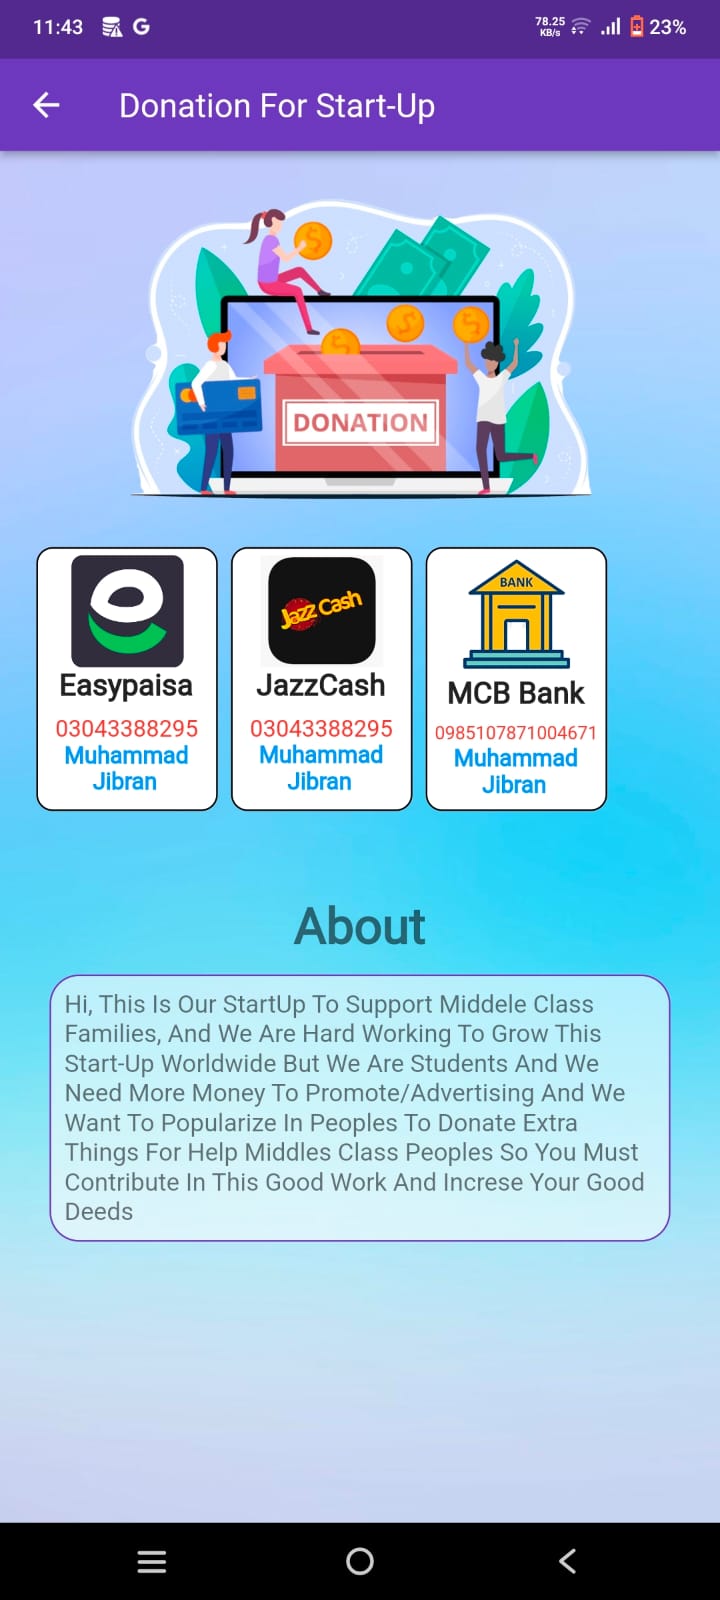 11:43 G 78.25 KB/s 23%
Donation For Start-Up
DONATION
BANK
Jazz Cash
Easypaisa JazzCash MCB Bank
03043388295 03043388295 0985107871004671
Muhammad Muhammad Muhammad
Jibran Jibran Jibran
About
Hi, This Is Our StartUp To Support Middele Class
Families, And We Are Hard Working To Grow This
Start-Up Worldwide But We Are Students And We
Need More Money To Promote/Advertising And We
Want To Popularize In Peoples To Donate Extra
Things For Help Middles Class Peoples So You Must
Contribute In This Good Work And Increse Your Good
Deeds